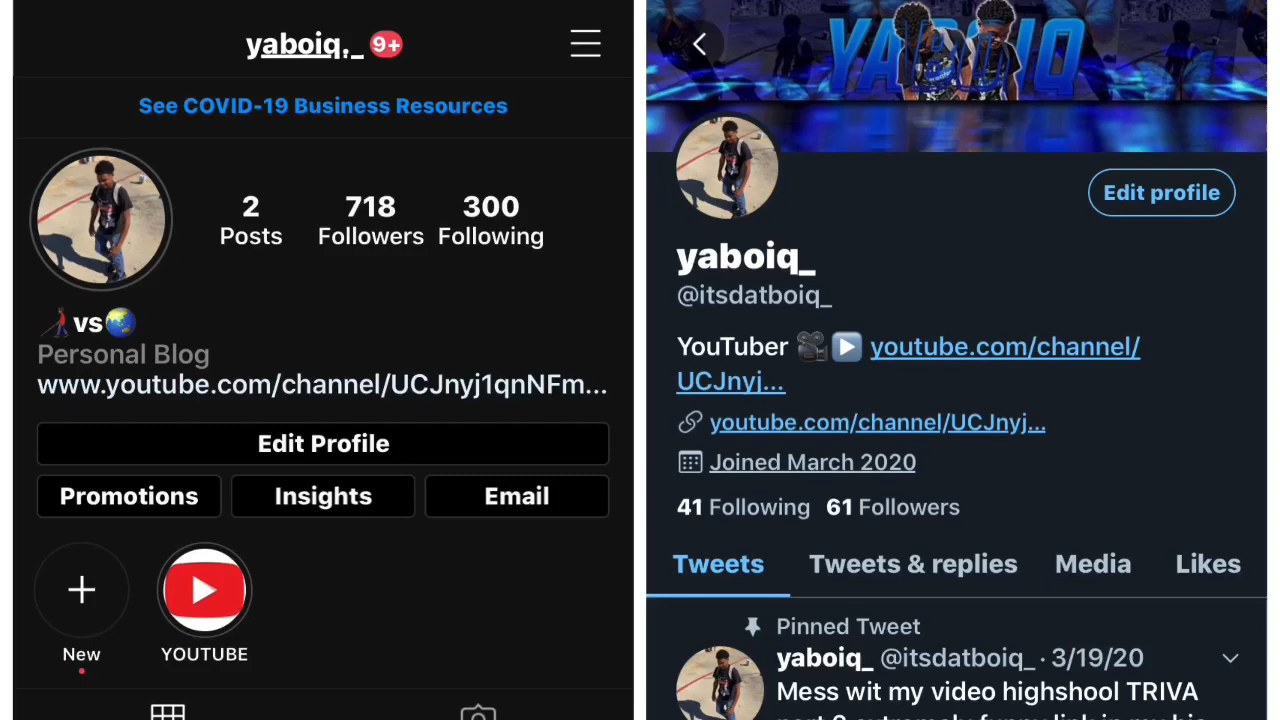 yaboiq._ 9+
See COVID-19 Business Resources
2 718 300
Posts Followers Following
vs
Personal Blog
www.youtube.com/channel/UCJnyj1qnNFm...
Edit Profile
Promotions Insights Email
New YOUTUBE
YABOIQ
Edit profile
yaboiq_
@itsdatboiq_
YouTuber youtube.com/channel/
UCJnyj...
youtube.com/channel/UCJnyj...
Joined March 2020
41 Following 61 Followers
Tweets Tweets & replies Media Likes
Pinned Tweet
yaboiq_ @itsdatboiq_ · 3/19/20
Mess wit my video highshool TRIVA